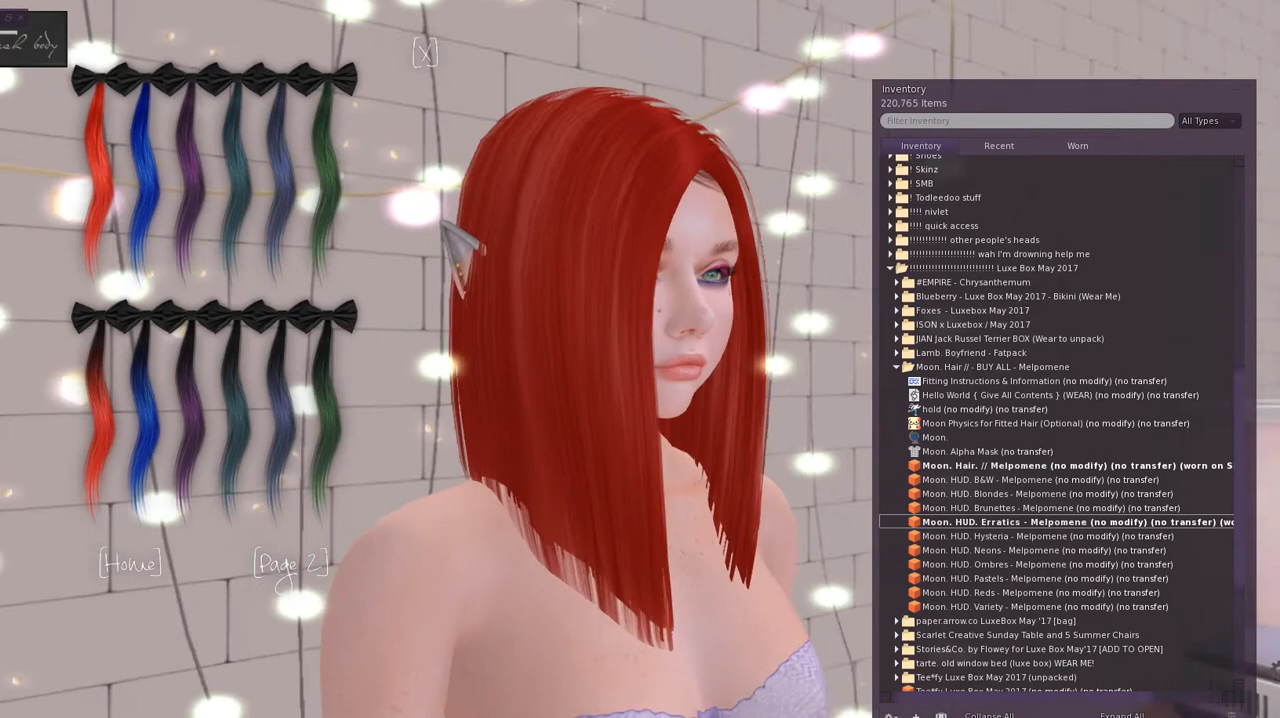 body
[X]
[Home]
[Page 2]
Inventory
220,765 Items
Filter Inventory
All Types
Inventory
Recent
Worn
! Shoes
! Skinz
! SMB
! Todleedoo stuff
!!!! nivlet
!!!! quick access
!!!!!!!!!!!! other people's heads
!!!!!!!!!!!!!!!!!!!!! wah I'm drowning help me
!!!!!!!!!!!!!!!!!!!!!!!!!!! Luxe Box May 2017
#EMPIRE - Chrysanthemum
Blueberry - Luxe Box May 2017 - Bikini (Wear Me)
Foxes - Luxebox May 2017
ISON x Luxebox / May 2017
JIAN Jack Russel Terrier BOX (Wear to unpack)
Lamb. Boyfriend - Fatpack
Moon. Hair // - BUY ALL - Melpomene
Fitting Instructions & Information (no modify) (no transfer)
Hello World { Give All Contents } (WEAR) (no modify) (no transfer)
hold (no modify) (no transfer)
Moon Physics for Fitted Hair (Optional) (no modify) (no transfer)
Moon.
Moon. Alpha Mask (no transfer)
Moon. Hair. // Melpomene (no modify) (no transfer) (worn on S
Moon. HUD. B&W - Melpomene (no modify) (no transfer)
Moon. HUD. Blondes - Melpomene (no modify) (no transfer)
Moon. HUD. Brunettes - Melpomene (no modify) (no transfer)
Moon. HUD. Erratics - Melpomene (no modify) (no transfer) (wo
Moon. HUD. Hysteria - Melpomene (no modify) (no transfer)
Moon. HUD. Neons - Melpomene (no modify) (no transfer)
Moon. HUD. Ombres - Melpomene (no modify) (no transfer)
Moon. HUD. Pastels - Melpomene (no modify) (no transfer)
Moon. HUD. Reds - Melpomene (no modify) (no transfer)
Moon. HUD. Variety - Melpomene (no modify) (no transfer)
paper.arrow.co LuxeBox May '17 [bag]
Scarlet Creative Sunday Table and 5 Summer Chairs
Stories&Co. by Flowey for Luxe Box May'17 [ADD TO OPEN]
tarte. old window bed (luxe box) WEAR ME!
Tee*fy Luxe Box May 2017 (unpacked)
Tee*fy Luxe Box May 2017 (no modify) (no transfer)
Collapse All
Expand All